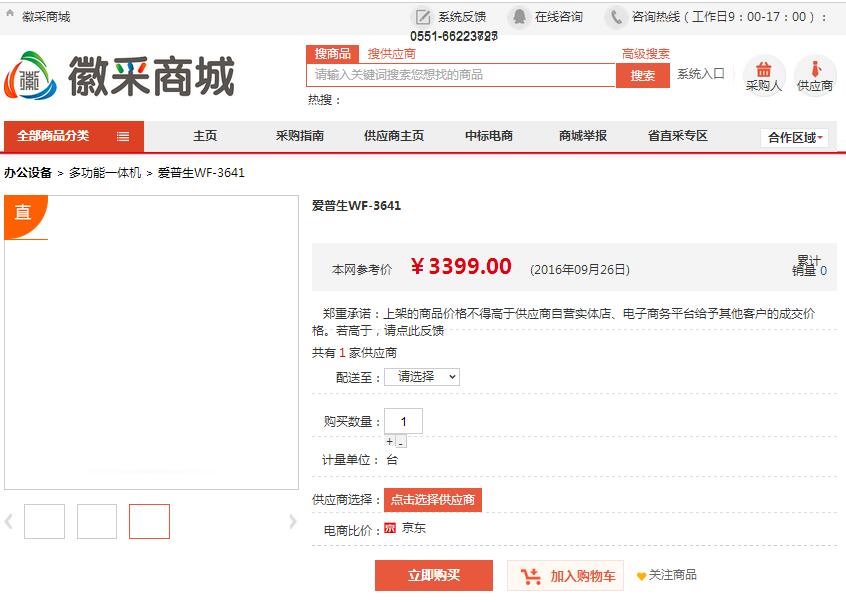 徽采商城
系统反馈
在线咨询
咨询热线（工作日9：00-17：00）：
徽采商城
搜商品
搜供应商
高级搜索
请输入关键词搜索您想找的商品
搜索
系统入口
采购人
供应商
热搜：
全部商品分类
主页
采购指南
供应商主页
中标电商
商城举报
省直采专区
合作区域
办公设备 > 多功能一体机 > 爱普生WF-3641
直
爱普生WF-3641
本网参考价
￥3399.00
(2016年09月26日)
累计
销量 0
郑重承诺：上架的商品价格不得高于供应商自营实体店、电子商务平台给予其他客户的成交价
格。若高于，请点此反馈
共有 1 家供应商
配送至：
请选择
购买数量：
1
+ -
计量单位： 台
供应商选择：
点击选择供应商
电商比价：
京 京东
立即购买
加入购物车
关注商品